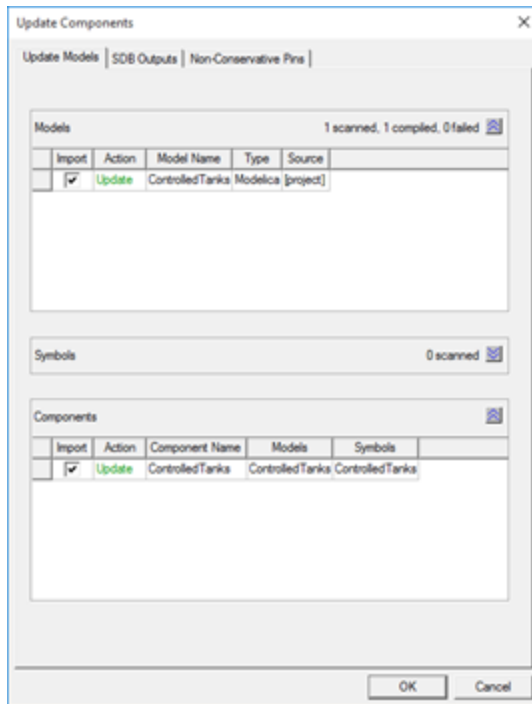 Update Components
Update Models SDB Outputs Non-Conservative Pins
Models 1 scanned, 1 compiled, 0 failed
Import Action Model Name Type Source
Update ControlledTanks Modelica [project]
Symbols 0 scanned
Components
Import Action Component Name Models Symbols
Update ControlledTanks ControlledTanks ControlledTanks
OK Cancel